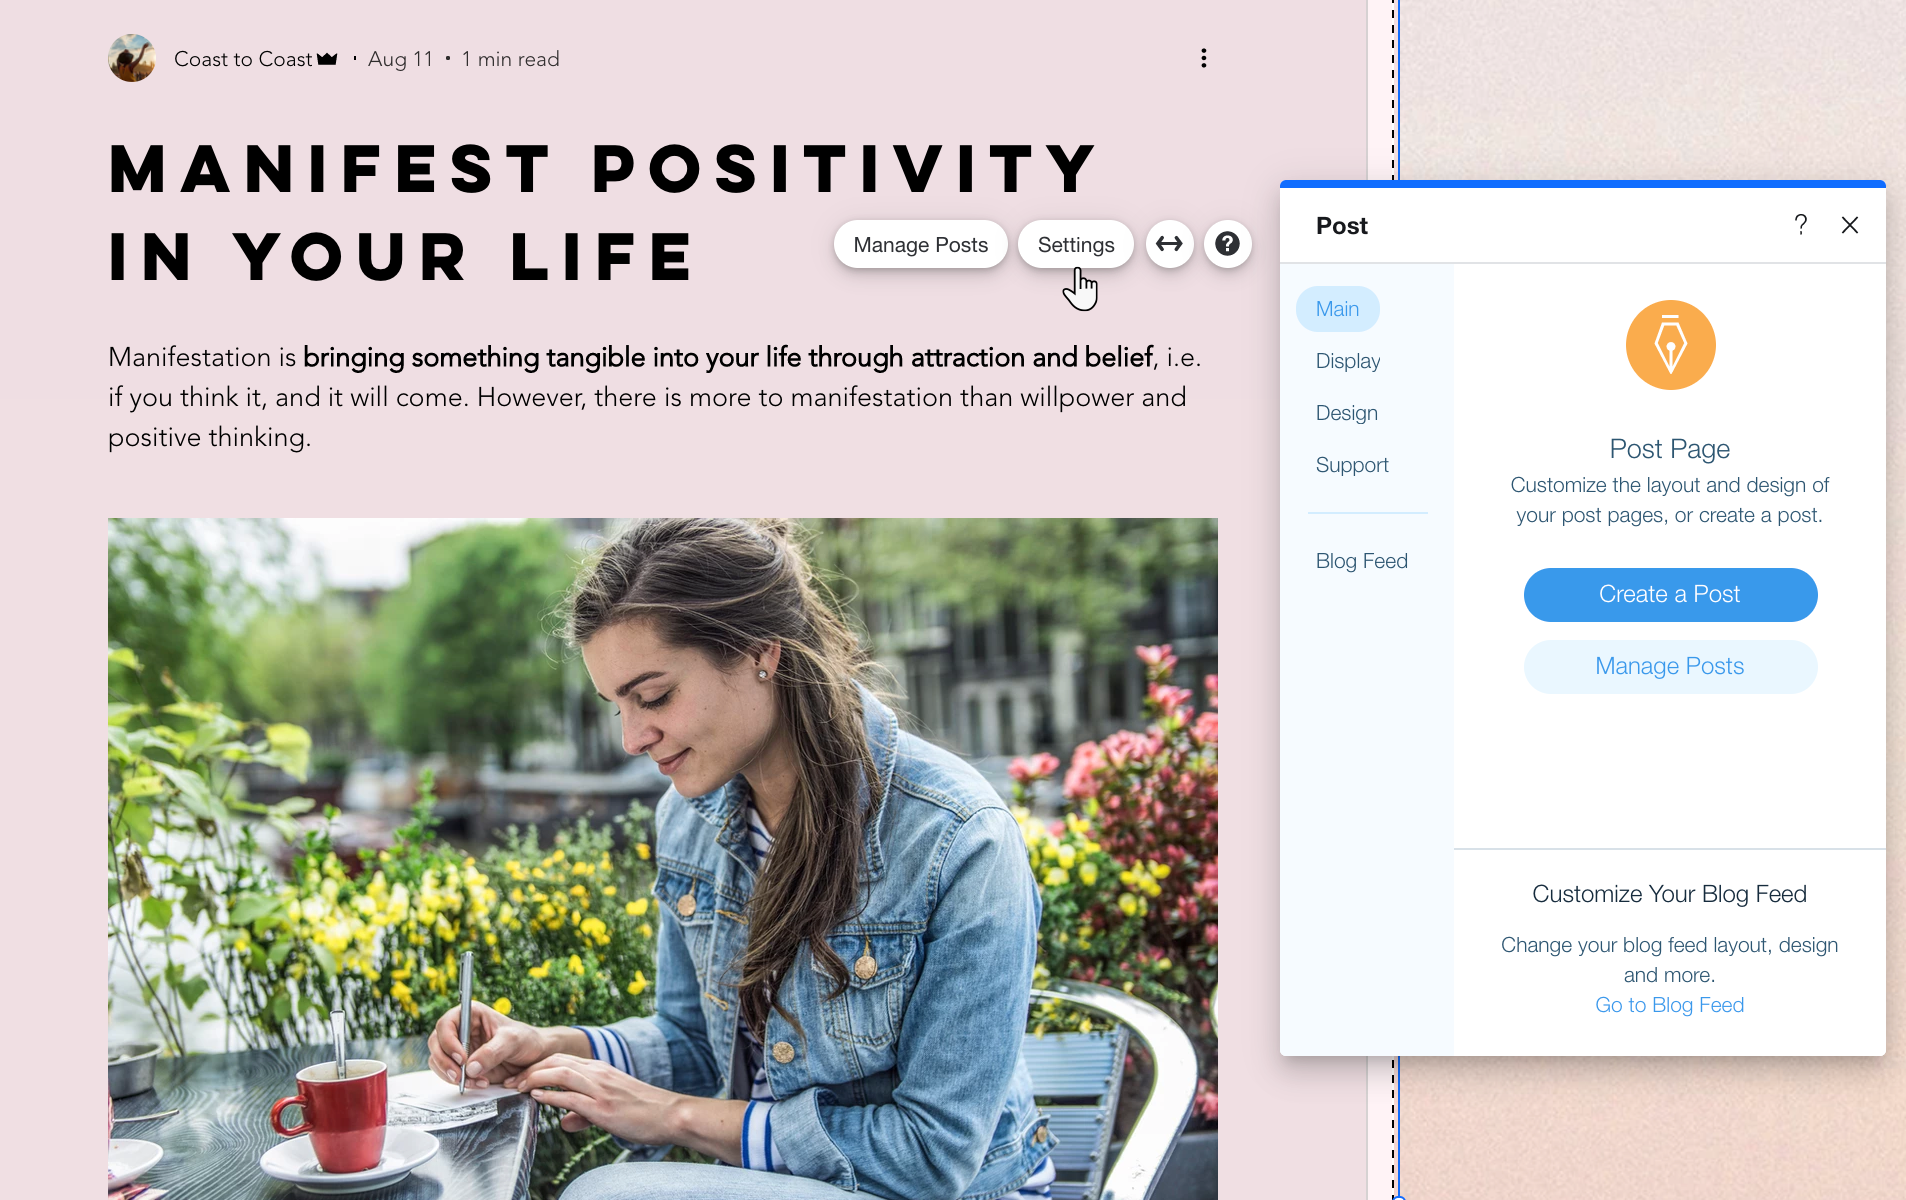 Coast to Coast · Aug 11 • 1 min read
MANIFEST POSITIVITY
IN YOUR LIFE
Manage Posts
Settings
?
Manifestation is bringing something tangible into your life through attraction and belief, i.e.
if you think it, and it will come. However, there is more to manifestation than willpower and
positive thinking.
Post
?
Main
Display
Design
Support
Blog Feed
Post Page
Customize the layout and design of
your post pages, or create a post.
Create a Post
Manage Posts
Customize Your Blog Feed
Change your blog feed layout, design
and more.
Go to Blog Feed